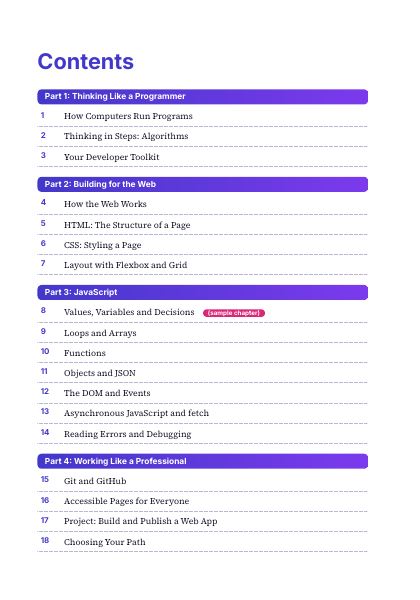 Contents
Part 1: Thinking Like a Programmer
1 How Computers Run Programs
2 Thinking in Steps: Algorithms
3 Your Developer Toolkit
Part 2: Building for the Web
4 How the Web Works
5 HTML: The Structure of a Page
6 CSS: Styling a Page
7 Layout with Flexbox and Grid
Part 3: JavaScript
8 Values, Variables and Decisions (sample chapter)
9 Loops and Arrays
10 Functions
11 Objects and JSON
12 The DOM and Events
13 Asynchronous JavaScript and fetch
14 Reading Errors and Debugging
Part 4: Working Like a Professional
15 Git and GitHub
16 Accessible Pages for Everyone
17 Project: Build and Publish a Web App
18 Choosing Your Path